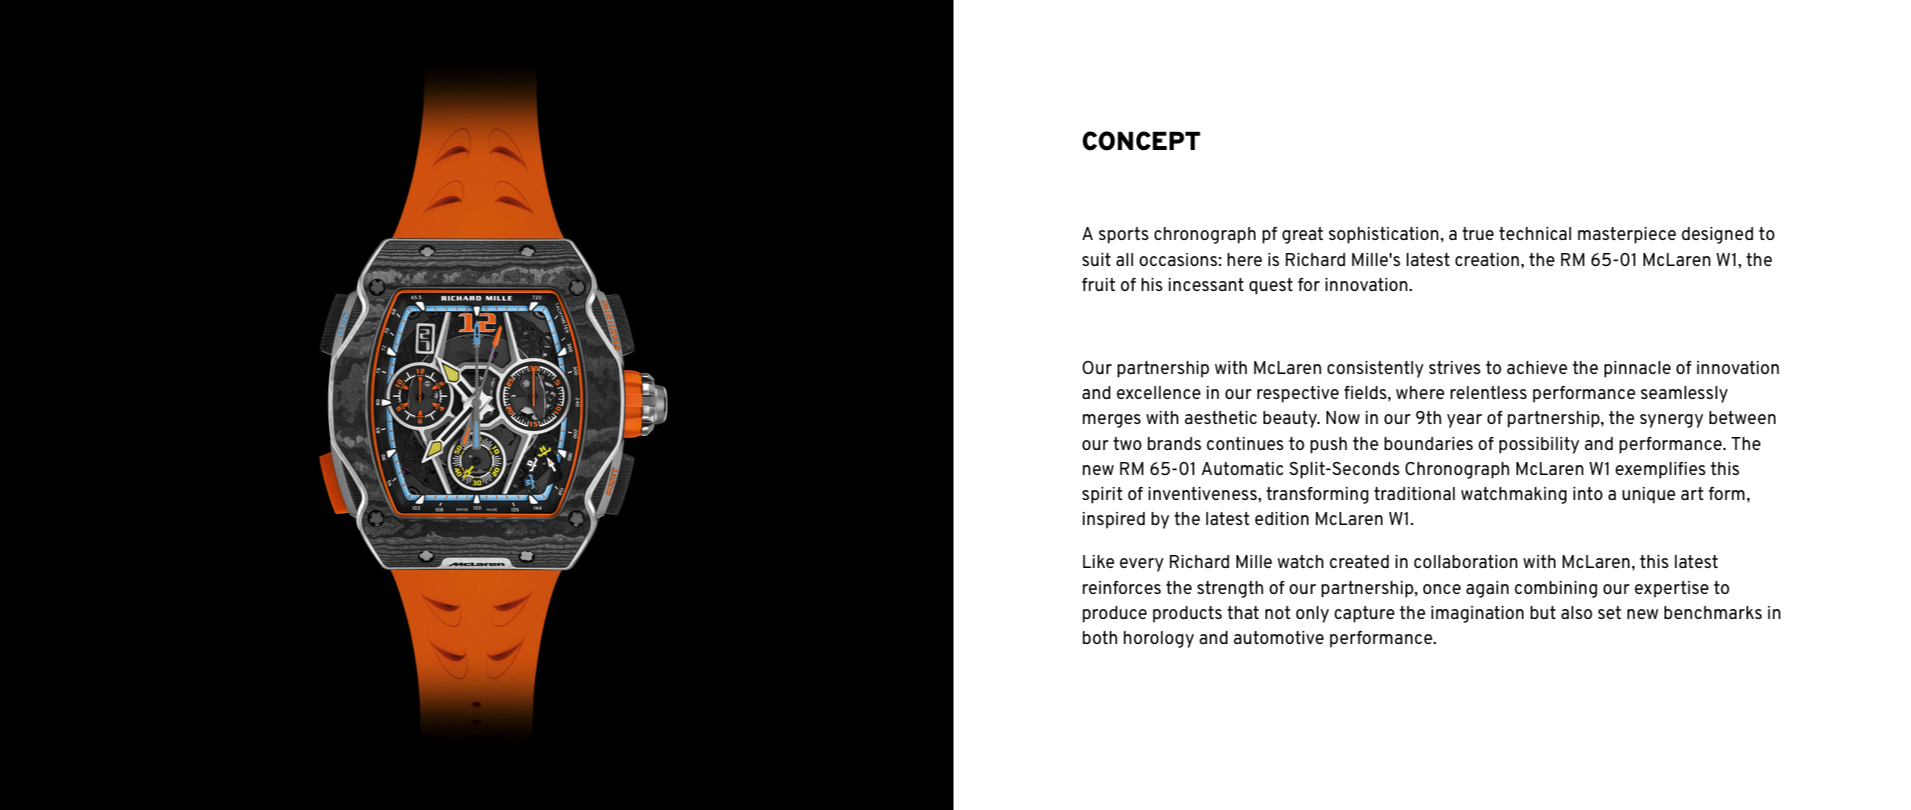 RICHARD MILLE
12
McLaren
CONCEPT
A sports chronograph pf great sophistication, a true technical masterpiece designed to
suit all occasions: here is Richard Mille's latest creation, the RM 65-01 McLaren W1, the
fruit of his incessant quest for innovation.
Our partnership with McLaren consistently strives to achieve the pinnacle of innovation
and excellence in our respective fields, where relentless performance seamlessly
merges with aesthetic beauty. Now in our 9th year of partnership, the synergy between
our two brands continues to push the boundaries of possibility and performance. The
new RM 65-01 Automatic Split-Seconds Chronograph McLaren W1 exemplifies this
spirit of inventiveness, transforming traditional watchmaking into a unique art form,
inspired by the latest edition McLaren W1.
Like every Richard Mille watch created in collaboration with McLaren, this latest
reinforces the strength of our partnership, once again combining our expertise to
produce products that not only capture the imagination but also set new benchmarks in
both horology and automotive performance.